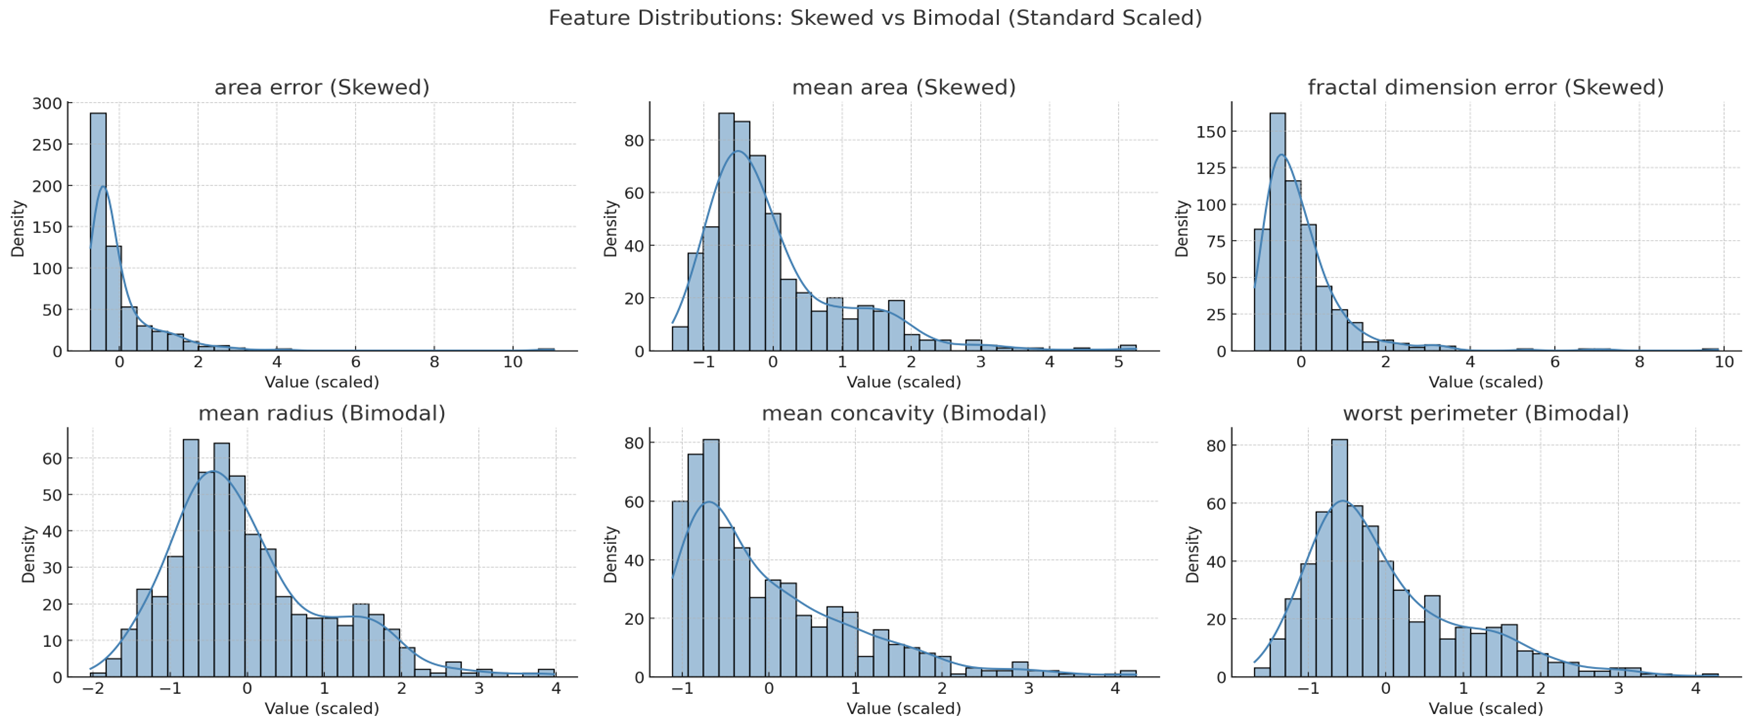 Feature Distributions: Skewed vs Bimodal (Standard Scaled)
area error (Skewed)
300
250
200
150
100
50
0
Density
0 2 4 6 8 10
Value (scaled)
mean area (Skewed)
80
60
40
20
0
Density
−1 0 1 2 3 4 5
Value (scaled)
fractal dimension error (Skewed)
150
125
100
75
50
25
0
Density
0 2 4 6 8 10
Value (scaled)
mean radius (Bimodal)
60
50
40
30
20
10
0
Density
−2 −1 0 1 2 3 4
Value (scaled)
mean concavity (Bimodal)
80
60
40
20
0
Density
−1 0 1 2 3 4
Value (scaled)
worst perimeter (Bimodal)
80
60
40
20
0
Density
−1 0 1 2 3 4
Value (scaled)